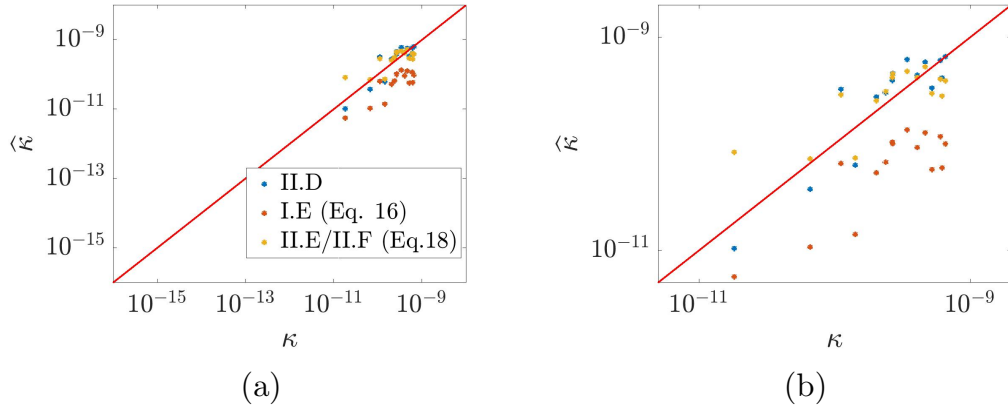 10⁻⁹
10⁻¹¹
10⁻¹³
10⁻¹⁵
κ̂
II.D
I.E (Eq. 16)
II.E/II.F (Eq.18)
10⁻¹⁵ 10⁻¹³ 10⁻¹¹ 10⁻⁹
κ
(a)
10⁻⁹
κ̂
10⁻¹¹
10⁻¹¹ 10⁻⁹
κ
(b)